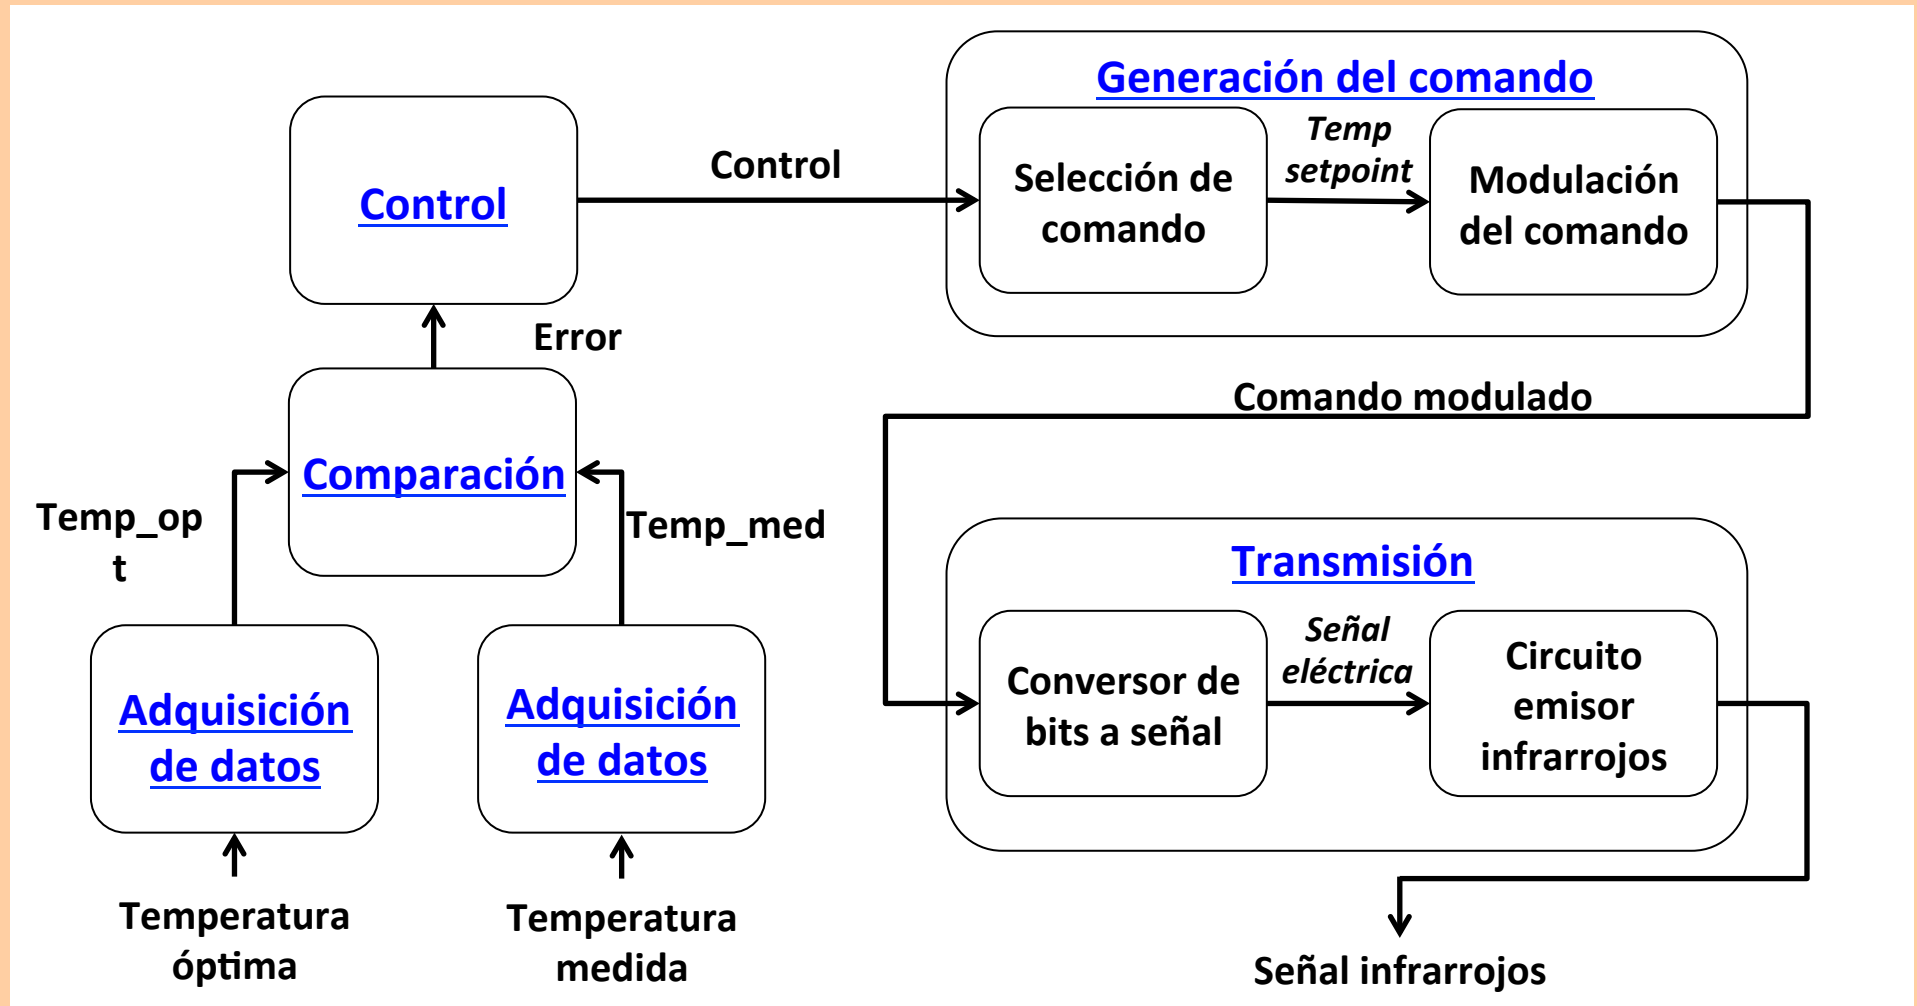 Generación del comando
Control
Control
Selección de
comando
Temp
setpoint
Modulación
del comando
Error
Comando modulado
Comparación
Temp_op
t
Temp_med
Adquisición
de datos
Adquisición
de datos
Temperatura
óptima
Temperatura
medida
Transmisión
Conversor de
bits a señal
Señal
eléctrica
Circuito
emisor
infrarrojos
Señal infrarrojos